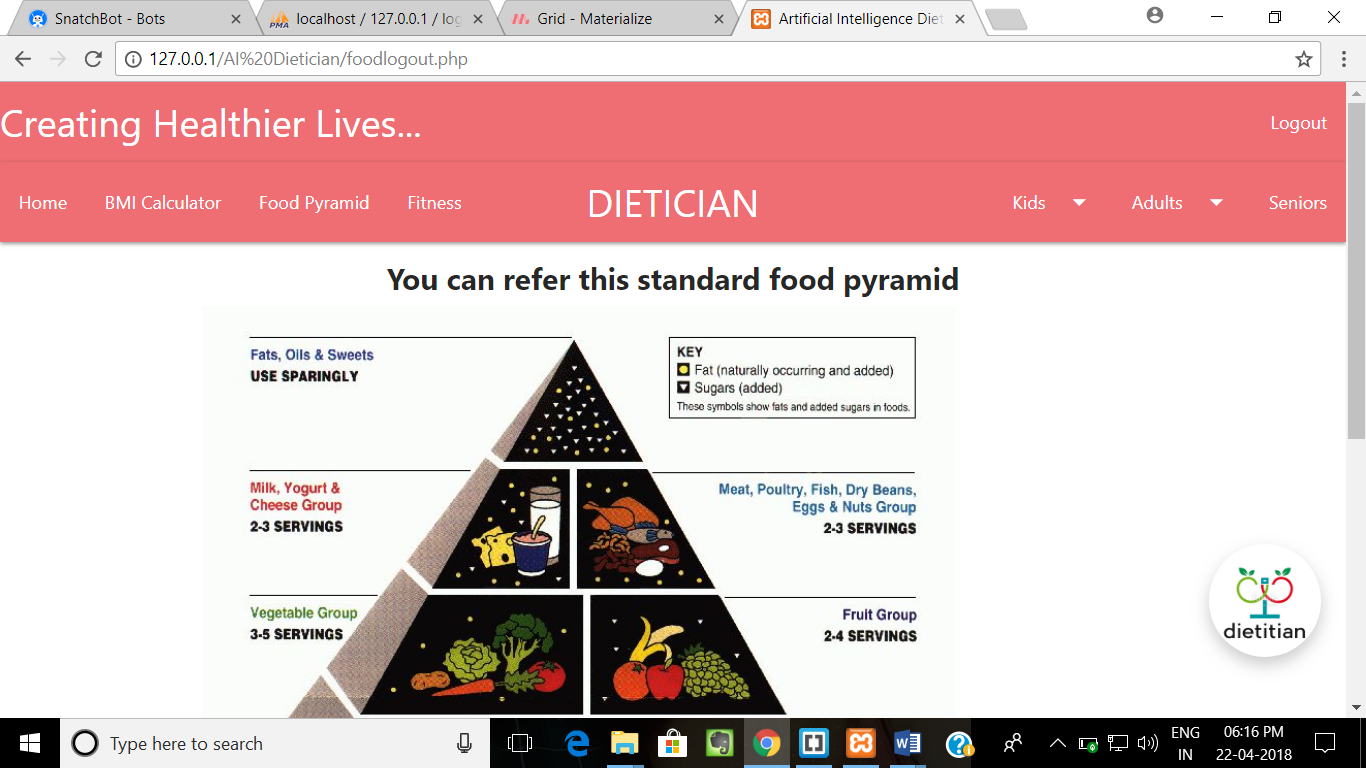 SnatchBot - Bots
localhost / 127.0.0.1 / log
Grid - Materialize
Artificial Intelligence Diet
127.0.0.1/AI%20Dietician/foodlogout.php
Creating Healthier Lives...
Logout
Home
BMI Calculator
Food Pyramid
Fitness
DIETICIAN
Kids
Adults
Seniors
You can refer this standard food pyramid
Fats, Oils & Sweets
USE SPARINGLY
KEY
Fat (naturally occurring and added)
Sugars (added)
These symbols show fats and added sugars in foods.
Milk, Yogurt &
Cheese Group
2-3 SERVINGS
Meat, Poultry, Fish, Dry Beans,
Eggs & Nuts Group
2-3 SERVINGS
Vegetable Group
3-5 SERVINGS
Fruit Group
2-4 SERVINGS
dietitian
Type here to search
ENG
IN
06:16 PM
22-04-2018